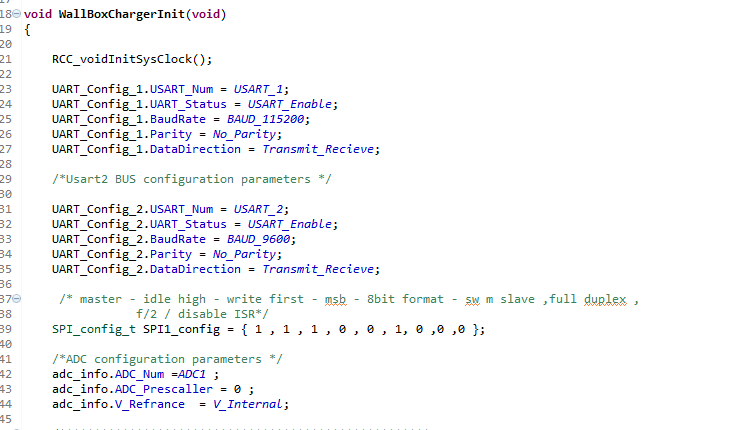 18 void WallBoxChargerInit(void)
19 {
20
21 RCC_voidInitSysClock();
22
23 UART_Config_1.USART_Num = USART_1;
24 UART_Config_1.UART_Status = USART_Enable;
25 UART_Config_1.BaudRate = BAUD_115200;
26 UART_Config_1.Parity = No_Parity;
27 UART_Config_1.DataDirection = Transmit_Recieve;
28
29 /*Usart2 BUS configuration parameters */
30
31 UART_Config_2.USART_Num = USART_2;
32 UART_Config_2.UART_Status = USART_Enable;
33 UART_Config_2.BaudRate = BAUD_9600;
34 UART_Config_2.Parity = No_Parity;
35 UART_Config_2.DataDirection = Transmit_Recieve;
36
37 /* master - idle high - write first - msb - 8bit format - sw m slave ,full duplex ,
38 f/2 / disable ISR*/
39 SPI_config_t SPI1_config = { 1 , 1 , 1 , 0 , 0 , 1, 0 ,0 ,0 };
40
41 /*ADC configuration parameters */
42 adc_info.ADC_Num =ADC1 ;
43 adc_info.ADC_Prescaller = 0 ;
44 adc_info.V_Refrance = V_Internal;
45